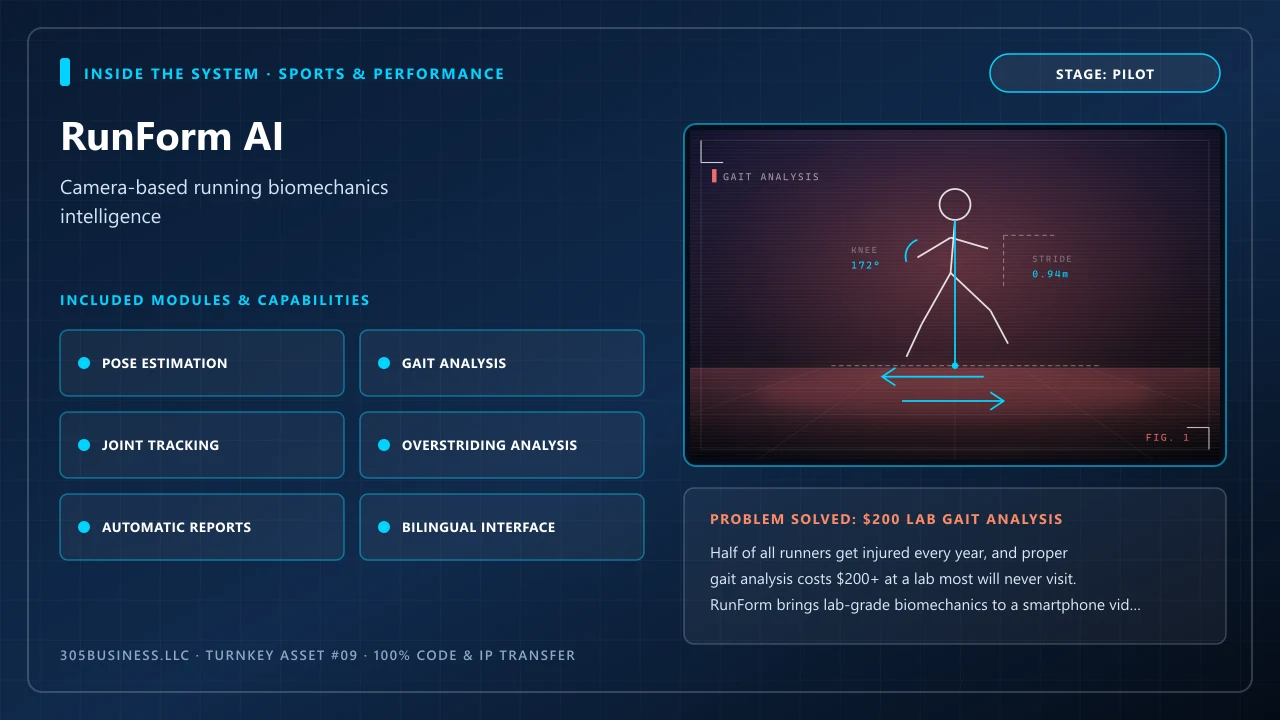 INSIDE THE SYSTEM · SPORTS & PERFORMANCE
STAGE: PILOT
RunForm AI
Camera-based running biomechanics
intelligence
INCLUDED MODULES & CAPABILITIES
POSE ESTIMATION
GAIT ANALYSIS
JOINT TRACKING
OVERSTRIDING ANALYSIS
AUTOMATIC REPORTS
BILINGUAL INTERFACE
GAIT ANALYSIS
KNEE
172°
STRIDE
0.94m
FIG. 1
PROBLEM SOLVED: $200 LAB GAIT ANALYSIS
Half of all runners get injured every year, and proper
gait analysis costs $200+ at a lab most will never visit.
RunForm brings lab-grade biomechanics to a smartphone vid...
305BUSINESS.LLC · TURNKEY ASSET #09 · 100% CODE & IP TRANSFER